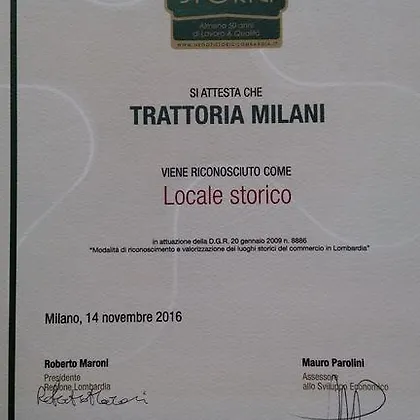 Almeno 50 anni
di Lavoro & Qualità
SI ATTESTA CHE
TRATTORIA MILANI
VIENE RICONOSCIUTO COME
Locale storico
in attuazione della D.G.R. 20 gennaio 2009 n. 8886
"Modalità di riconoscimento e valorizzazione dei luoghi storici del commercio in Lombardia"
Milano, 14 novembre 2016
Roberto Maroni
Presidente
Regione Lombardia
Mauro Parolini
Assessore
allo Sviluppo Economico